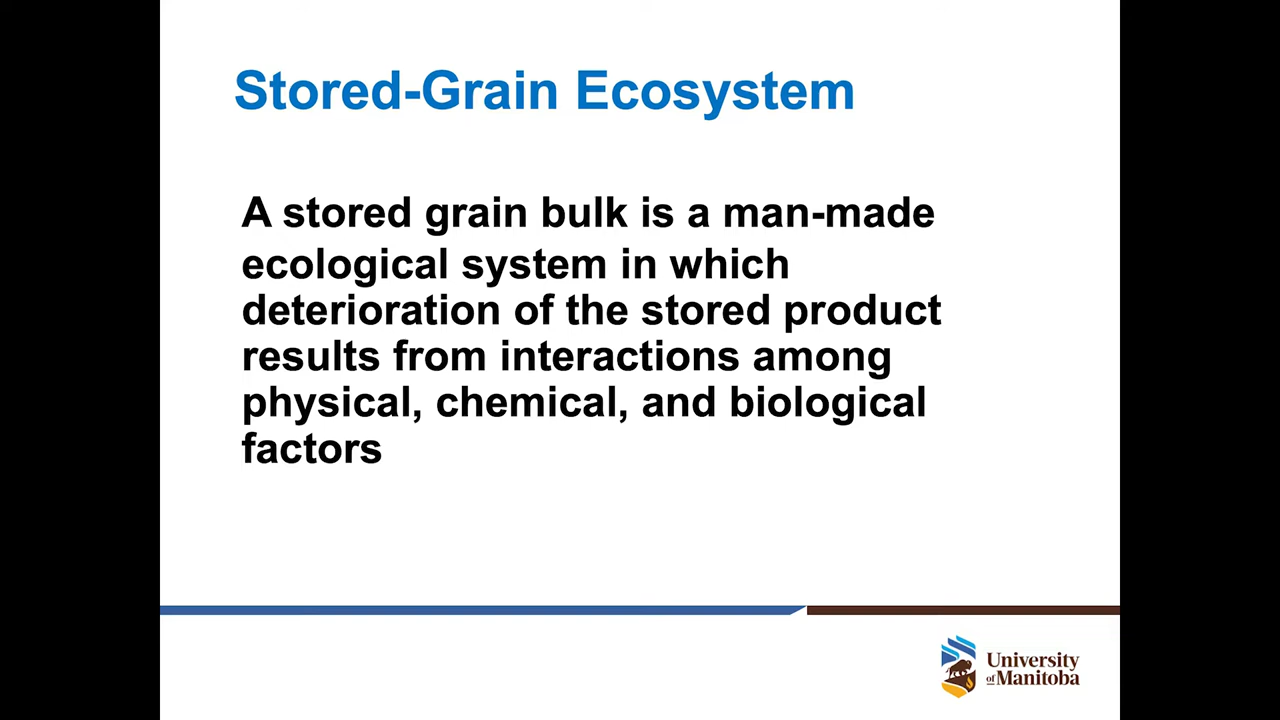 Stored-Grain Ecosystem
A stored grain bulk is a man-made
ecological system in which
deterioration of the stored product
results from interactions among
physical, chemical, and biological
factors
University
of Manitoba